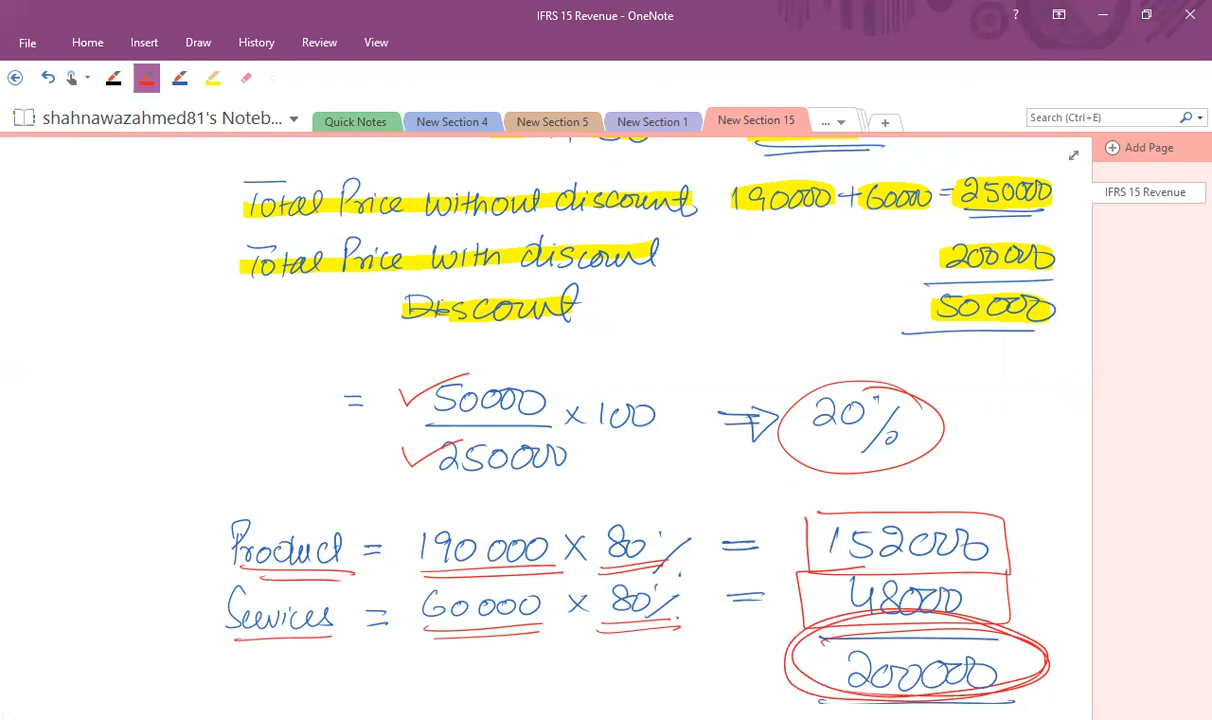 IFRS 15 Revenue - OneNote
?
File Home Insert Draw History Review View
shahnawazahmed81's Noteb... Quick Notes New Section 4 New Section 5 New Section 1 New Section 15 ... Search (Ctrl+E)
Add Page
IFRS 15 Revenue
Total Price without discount 190000 + 60000 = 250000
Total Price with discount 200000
Discount 50000
= 50000 / 250000 × 100 ⇒ 20%
Product = 190 000 × 80% = 152000
Services = 60000 × 80% = 48000
200000